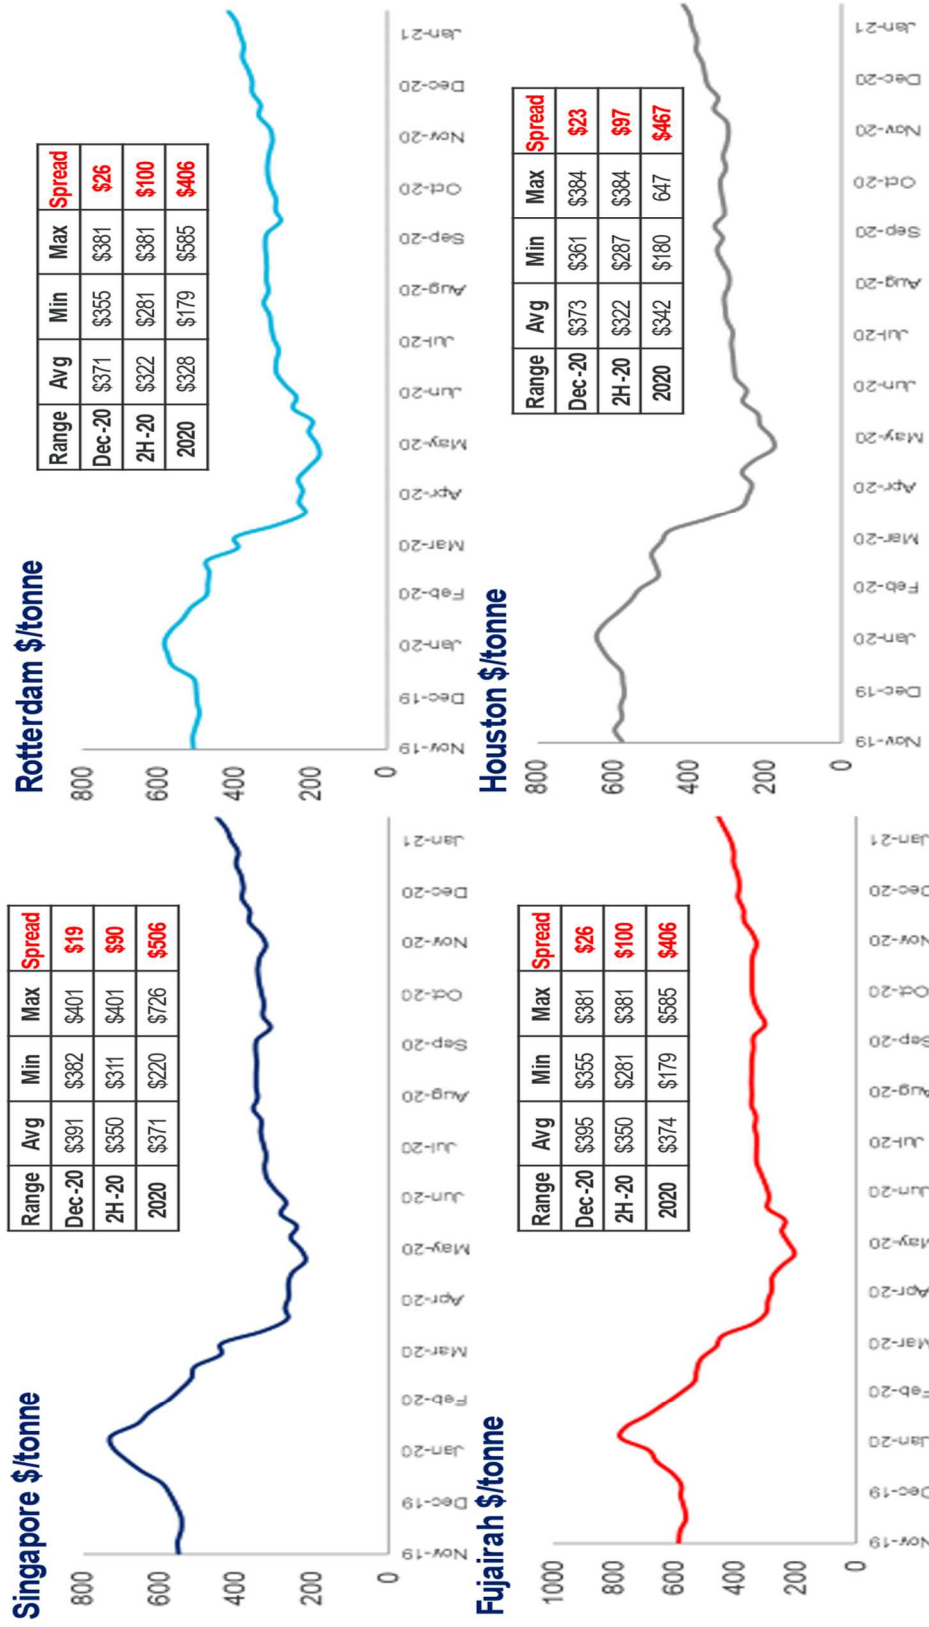 Singapore $/tonne
Range Avg Min Max Spread
Dec-20 $391 $382 $401 $19
2H-20 $350 $311 $401 $90
2020 $371 $220 $726 $506
800
600
400
200
0
Nov-19 Dec-19 Jan-20 Feb-20 Mar-20 Apr-20 May-20 Jun-20 Jul-20 Aug-20 Sep-20 Oct-20 Nov-20 Dec-20 Jan-21
Rotterdam $/tonne
Range Avg Min Max Spread
Dec-20 $371 $355 $381 $26
2H-20 $322 $281 $381 $100
2020 $328 $179 $585 $406
800
600
400
200
0
Nov-19 Dec-19 Jan-20 Feb-20 Mar-20 Apr-20 May-20 Jun-20 Jul-20 Aug-20 Sep-20 Oct-20 Nov-20 Dec-20 Jan-21
Fujairah $/tonne
Range Avg Min Max Spread
Dec-20 $395 $355 $381 $26
2H-20 $350 $281 $381 $100
2020 $374 $179 $585 $406
1000
800
600
400
200
0
Nov-19 Dec-19 Jan-20 Feb-20 Mar-20 Apr-20 May-20 Jun-20 Jul-20 Aug-20 Sep-20 Oct-20 Nov-20 Dec-20 Jan-21
Houston $/tonne
Range Avg Min Max Spread
Dec-20 $373 $361 $384 $23
2H-20 $322 $287 $384 $97
2020 $342 $180 647 $467
800
600
400
200
0
Nov-19 Dec-19 Jan-20 Feb-20 Mar-20 Apr-20 May-20 Jun-20 Jul-20 Aug-20 Sep-20 Oct-20 Nov-20 Dec-20 Jan-21